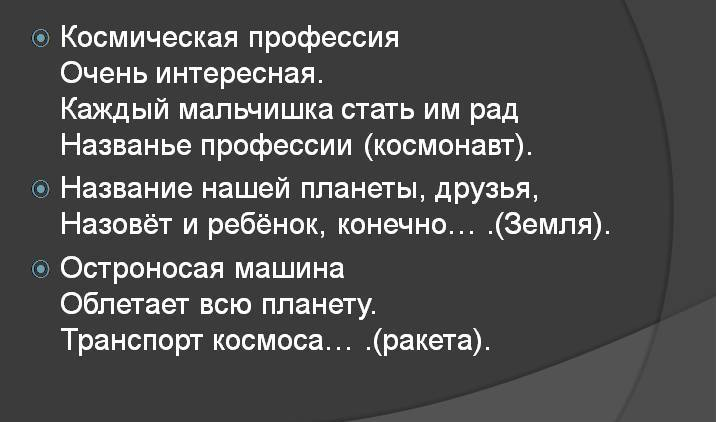 Космическая профессия
Очень интересная.
Каждый мальчишка стать им рад
Названье профессии (космонавт).
Название нашей планеты, друзья,
Назовёт и ребёнок, конечно… .(Земля).
Остроносая машина
Облетает всю планету.
Транспорт космоса… .(ракета).